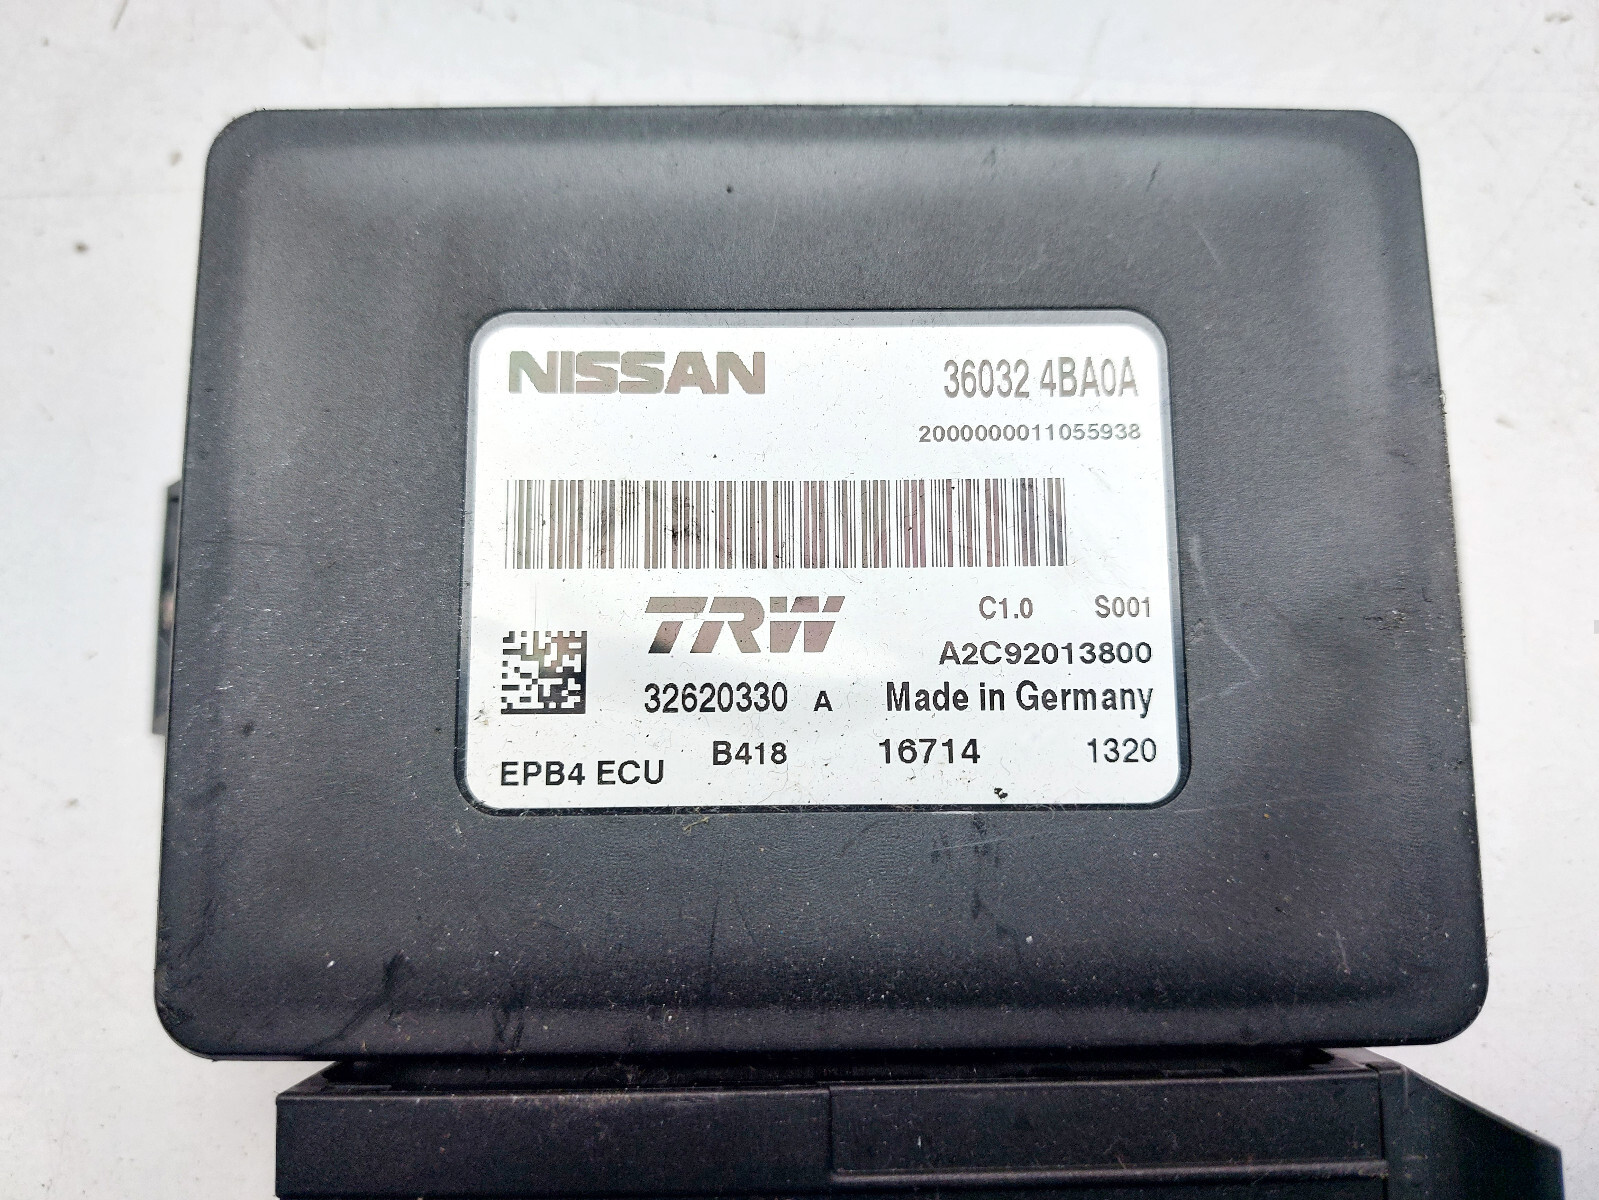 NISSAN 36032 4BA0A
2000000011055938
TRW C1.0 S001
A2C92013800
32620330 A Made in Germany
EPB4 ECU B418 16714 1320